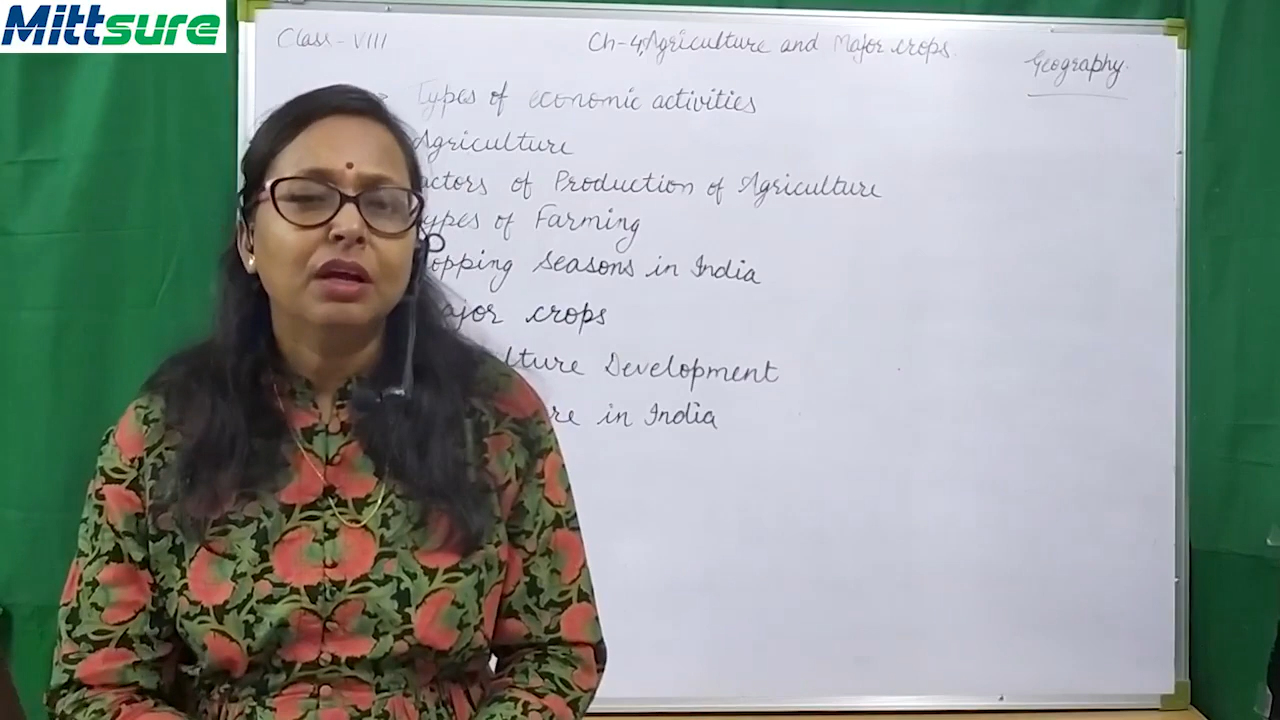 Mittsure
Class-VIII
Ch-4, Agriculture and Major crops.
Geography.
Types of economic activities
Agriculture
actors of Production of Agriculture
ypes of Farming
opping seasons in India
ajor crops
lture Development
re in India